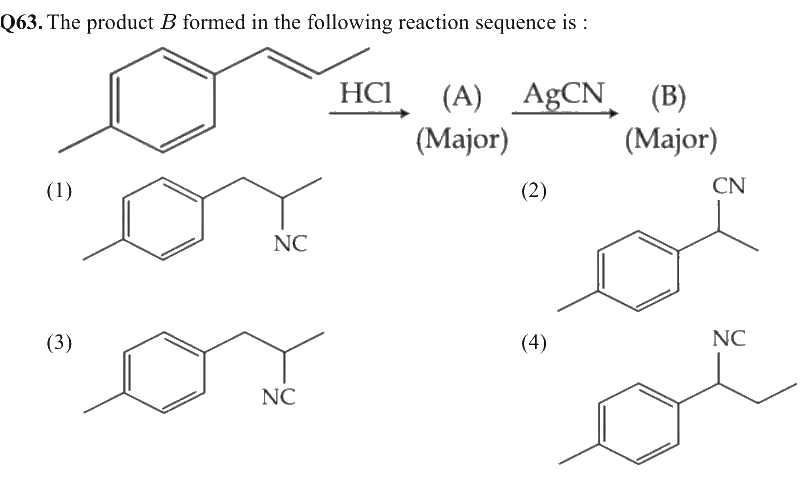 Q63. The product B formed in the following reaction sequence is :
HCl (A) AgCN (B)
(Major) (Major)
(1) (2) CN
NC
(3) (4) NC
NC